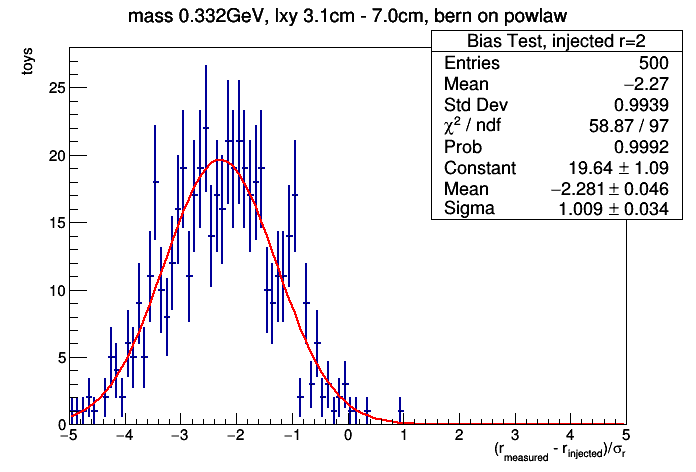 mass 0.332GeV, lxy 3.1cm - 7.0cm, bern on powlaw
toys
Bias Test, injected r=2
Entries 500
Mean −2.27
Std Dev 0.9939
χ² / ndf 58.87 / 97
Prob 0.9992
Constant 19.64 ± 1.09
Mean −2.281 ± 0.046
Sigma 1.009 ± 0.034
25
20
15
10
5
0
−5 −4 −3 −2 −1 0 1 2 3 4 5
(r_measured - r_injected)/σ_r